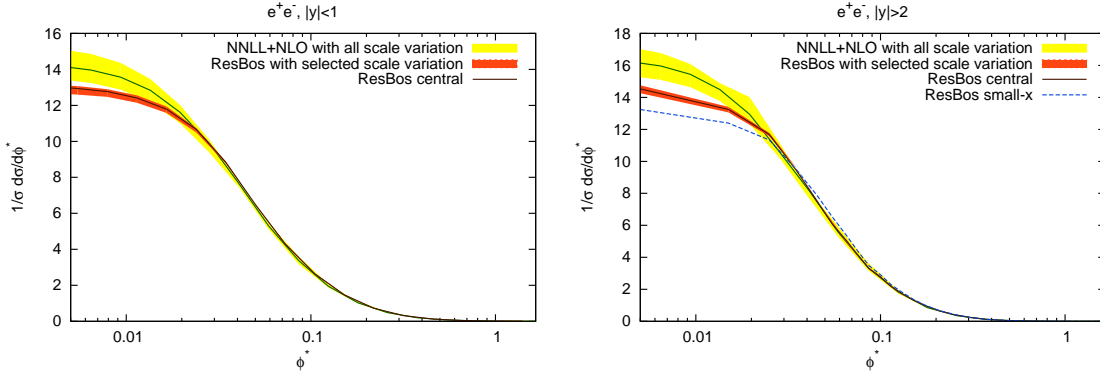 e⁺e⁻, |y|<1
NNLL+NLO with all scale variation
ResBos with selected scale variation
ResBos central
1/σ dσ/dϕ*
16
14
12
10
8
6
4
2
0
0.01
0.1
1
ϕ*
e⁺e⁻, |y|>2
NNLL+NLO with all scale variation
ResBos with selected scale variation
ResBos central
ResBos small-x
1/σ dσ/dϕ*
18
16
14
12
10
8
6
4
2
0
0.01
0.1
1
ϕ*